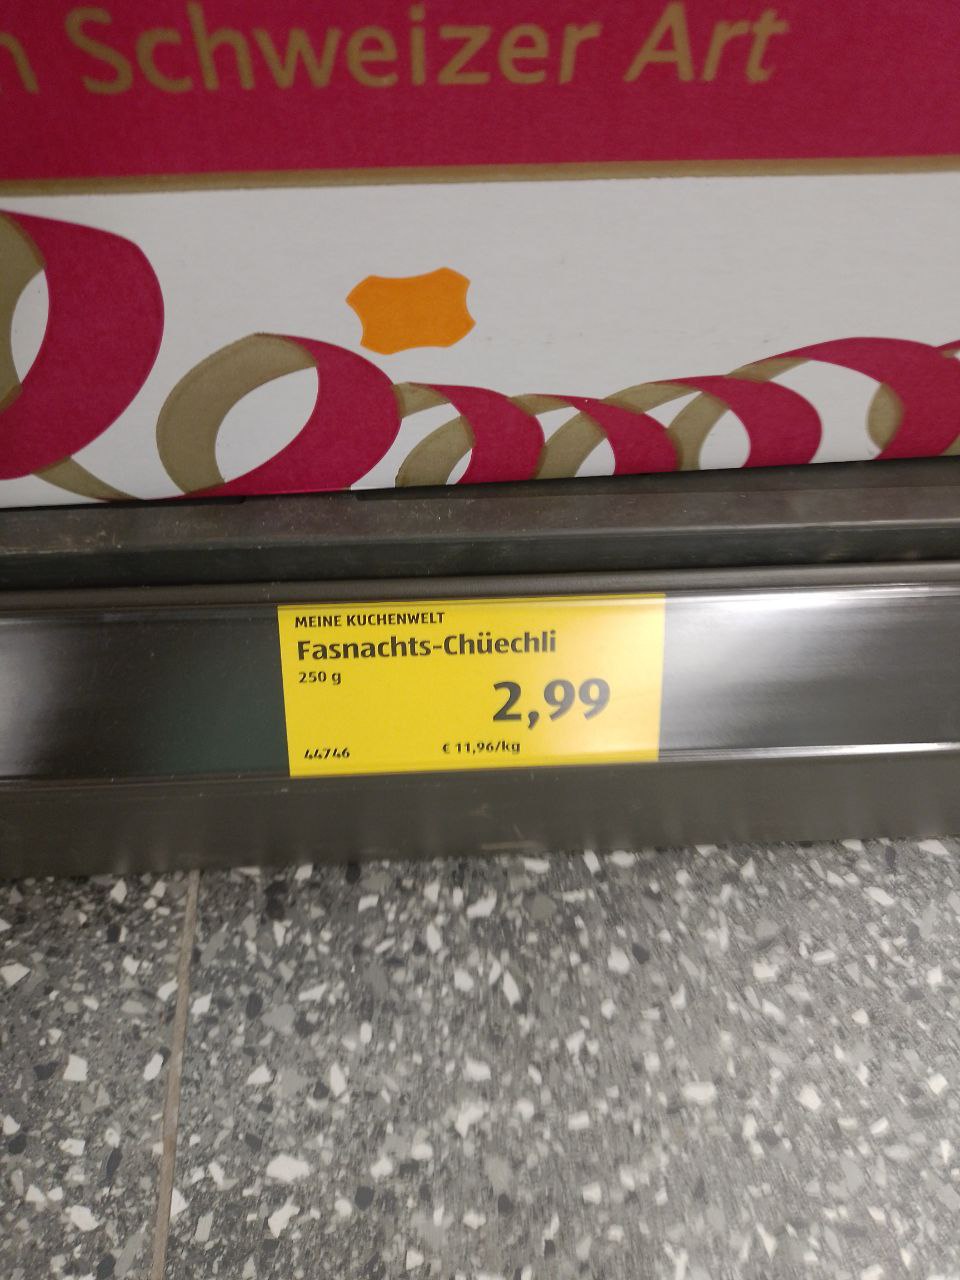 n Schweizer Art
MEINE KUCHENWELT
Fasnachts-Chüechli
250 g
2,99
44746
€ 11,96/kg